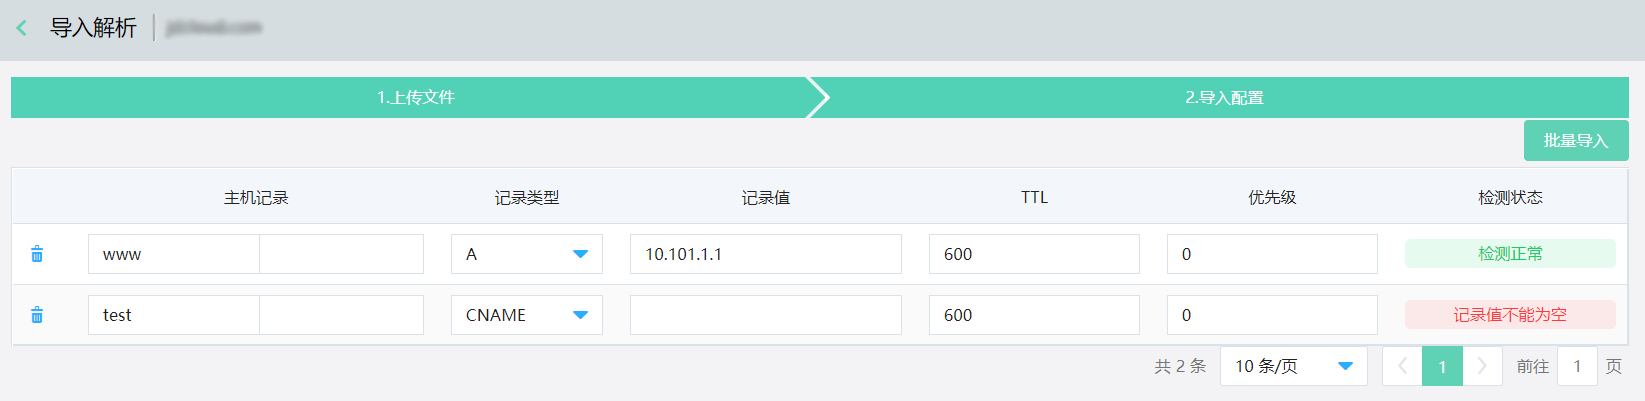 导入解析
1.上传文件 2.导入配置
批量导入
主机记录 记录类型 记录值 TTL 优先级 检测状态
www A 10.101.1.1 600 0 检测正常
test CNAME 600 0 记录值不能为空
共 2 条 10 条/页 1 前往 1 页